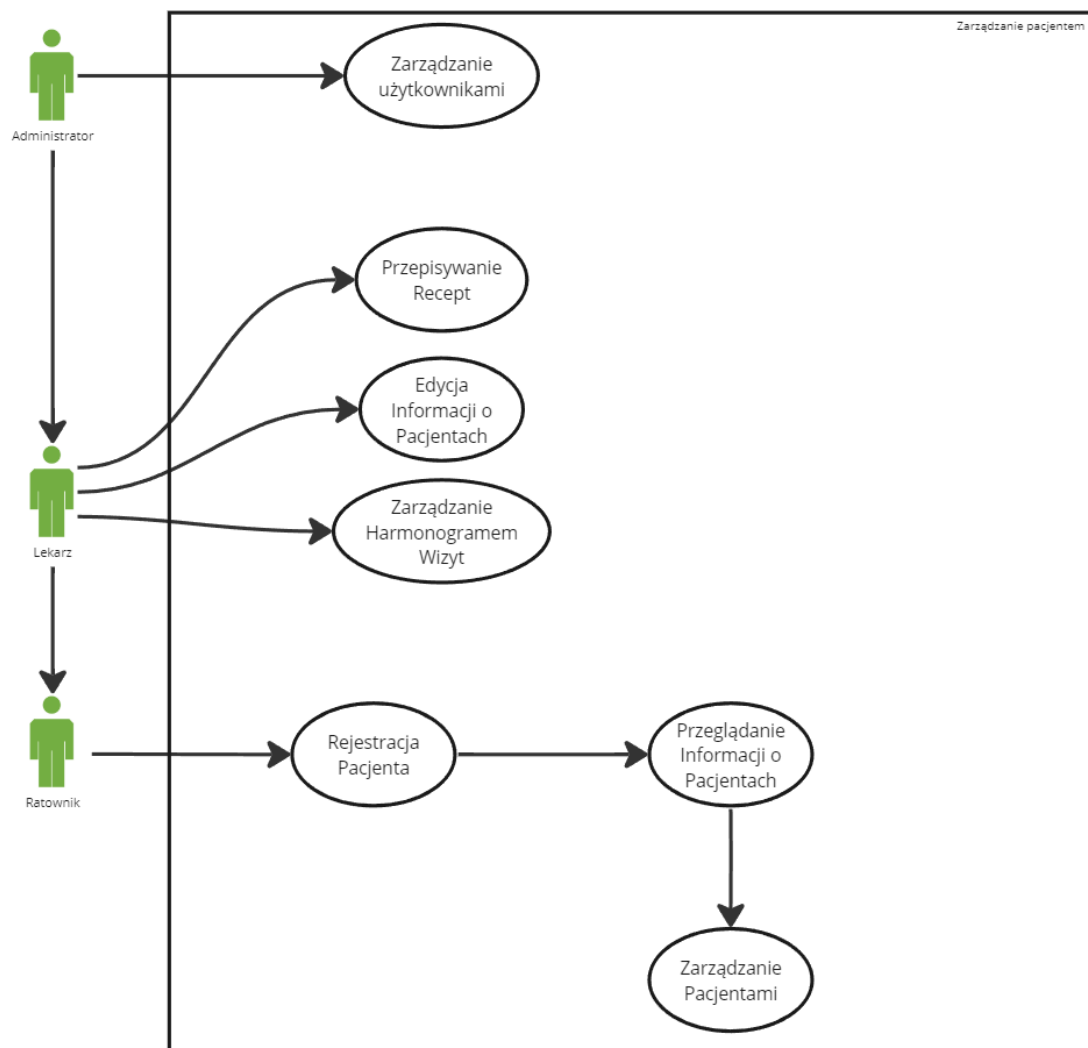 Zarządzanie pacjentem
Zarządzanie
użytkownikami
Administrator
Przepisywanie
Recept
Edycja
Informacji o
Pacjentach
Zarządzanie
Harmonogramem
Wizyt
Lekarz
Rejestracja
Pacjenta
Przeglądanie
Informacji o
Pacjentach
Ratownik
Zarządzanie
Pacjentami